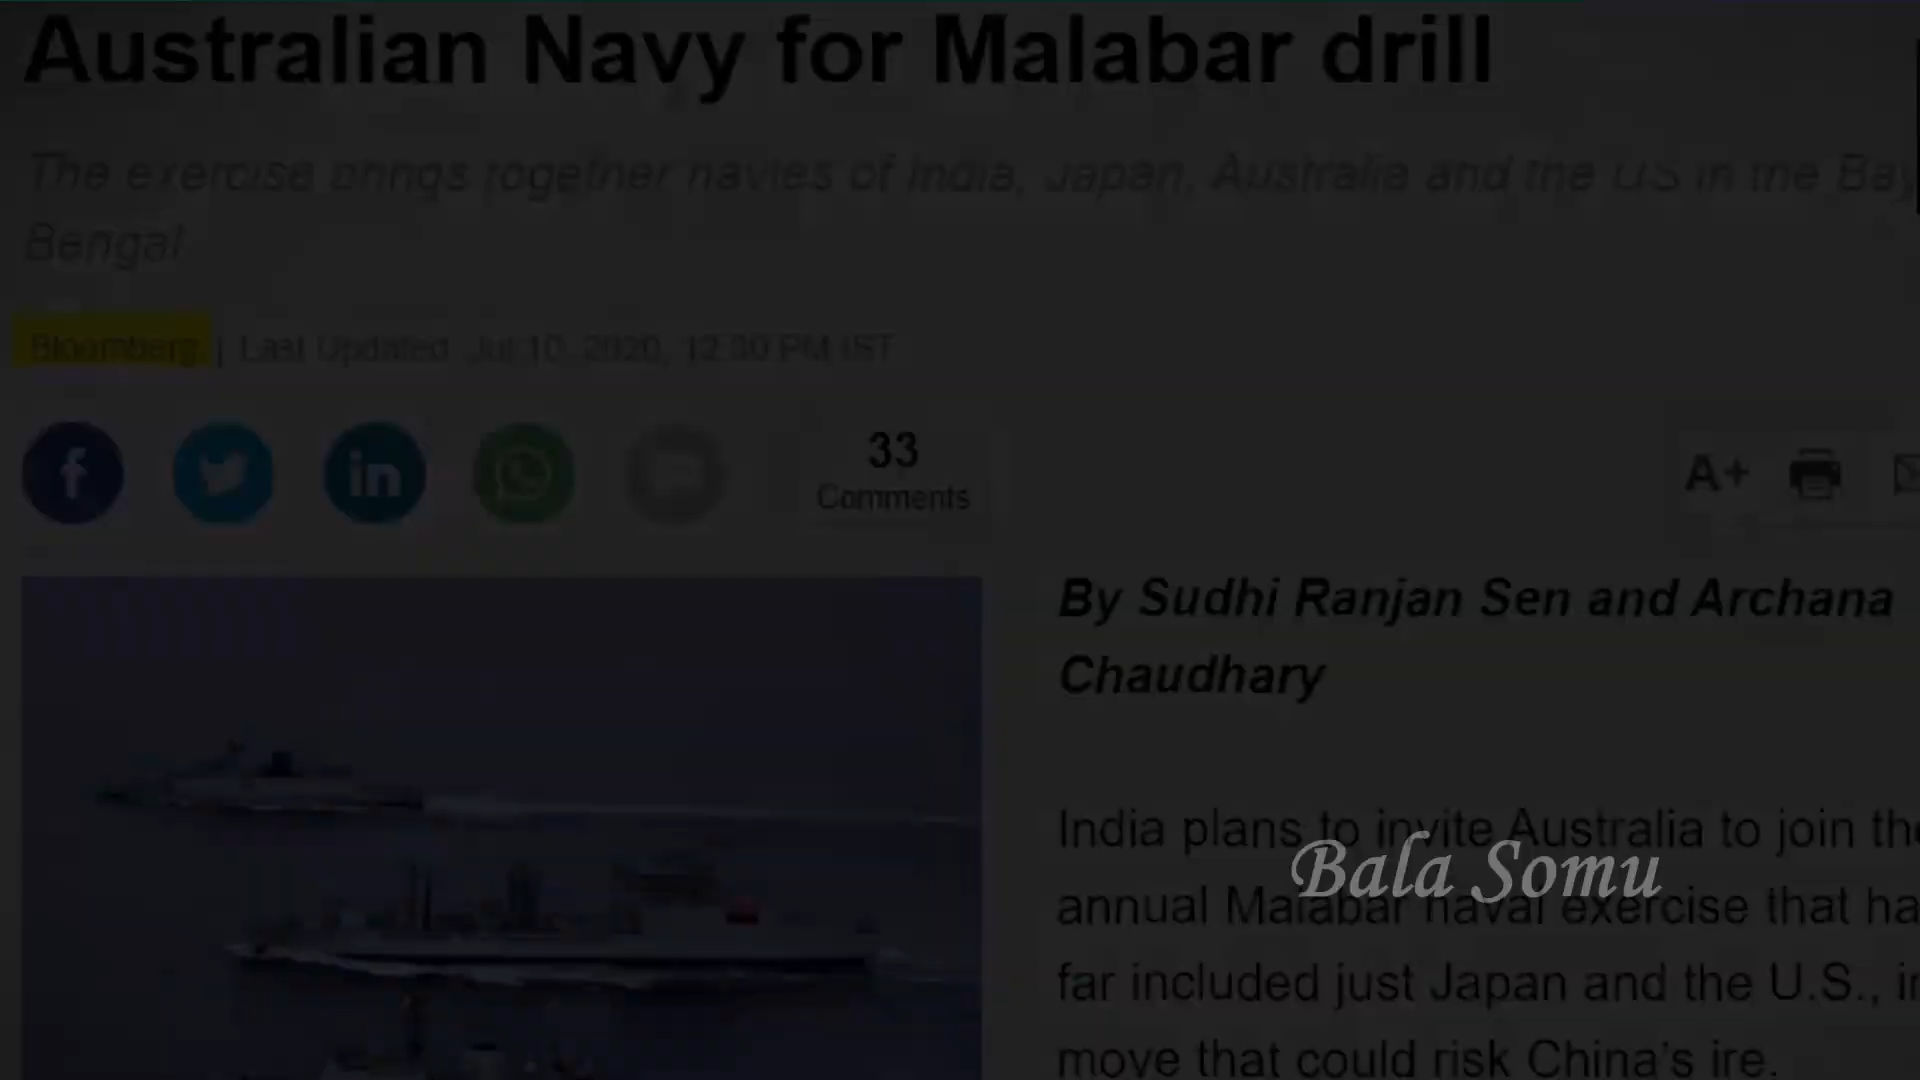 Australian Navy for Malabar drill
The exercise brings together navies of India, Japan, Australia and the US in the Bay
Bengal
Bloomberg | Last Updated: Jul 10, 2020, 12.30 PM IST
33
Comments
A+
By Sudhi Ranjan Sen and Archana
Chaudhary
India plans to invite Australia to join the
annual Malabar naval exercise that ha
far included just Japan and the U.S., in
move that could risk China's ire.
Bala Somu